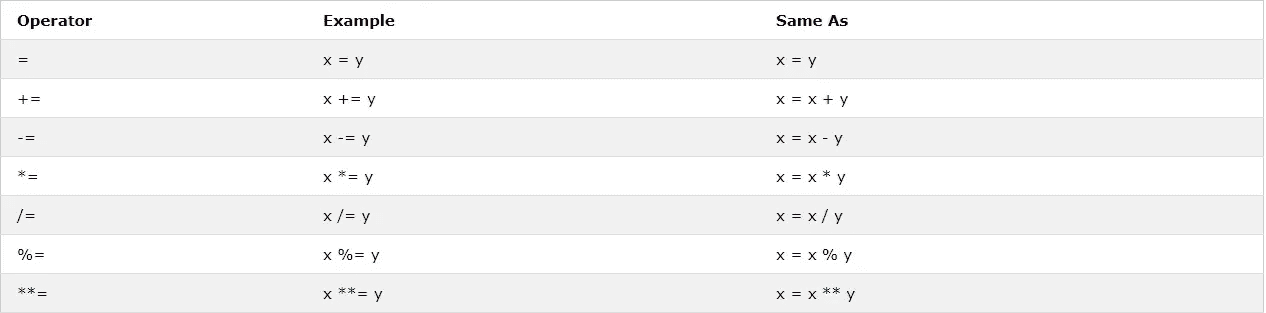 Operator Example Same As
= x = y x = y
+= x += y x = x + y
-= x -= y x = x - y
*= x *= y x = x * y
/= x /= y x = x / y
%= x %= y x = x % y
**= x **= y x = x ** y